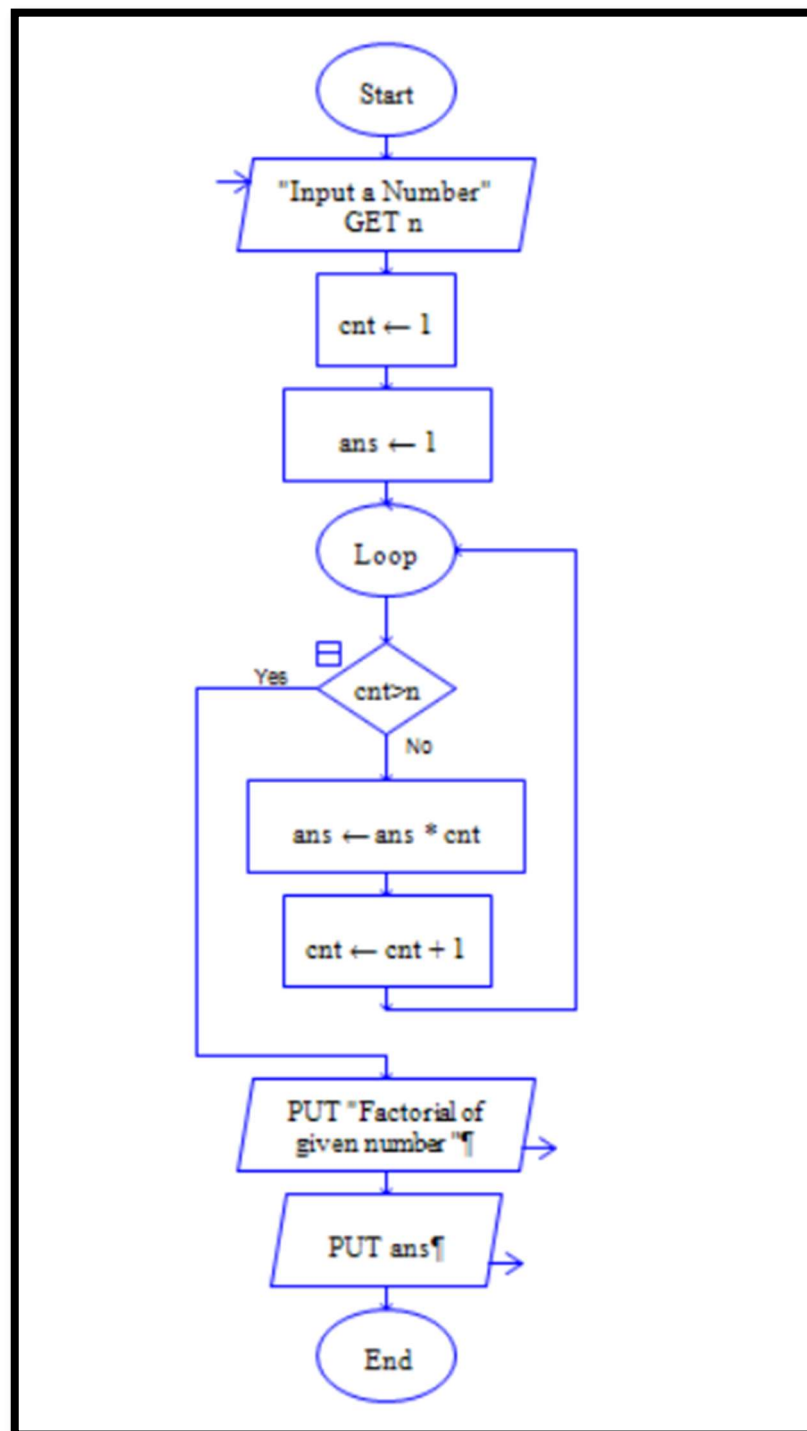 Start
"Input a Number"
GET n
cnt ← 1
ans ← 1
Loop
Yes
cnt>n
No
ans ← ans * cnt
cnt ← cnt + 1
PUT "Factorial of
given number"¶
PUT ans¶
End